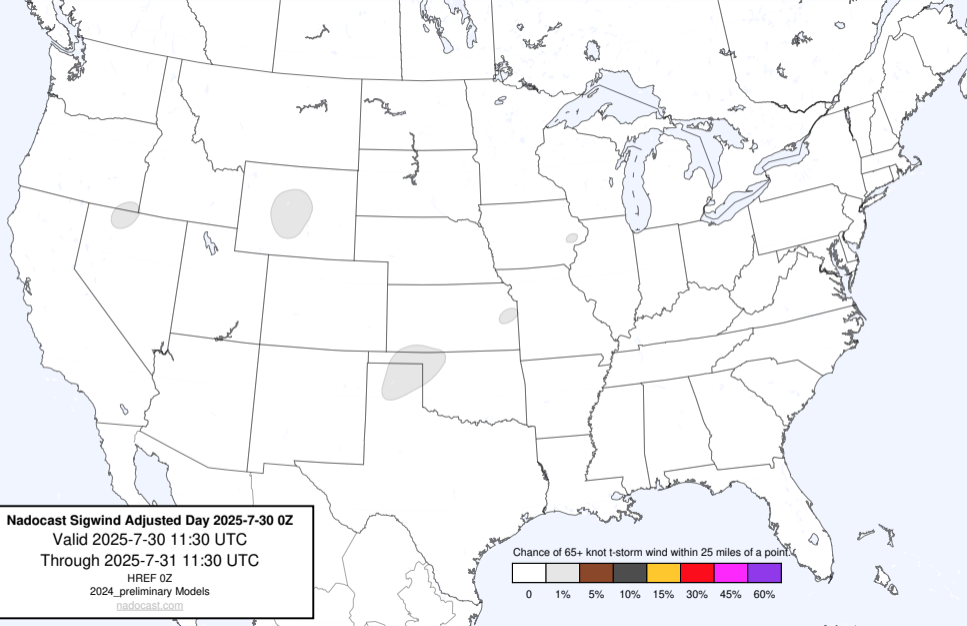 Nadocast Sigwind Adjusted Day 2025-7-30 0Z
Valid 2025-7-30 11:30 UTC
Through 2025-7-31 11:30 UTC
HREF 0Z
2024_preliminary Models
nadocast.com
Chance of 65+ knot t-storm wind within 25 miles of a point.
0 1% 5% 10% 15% 30% 45% 60%